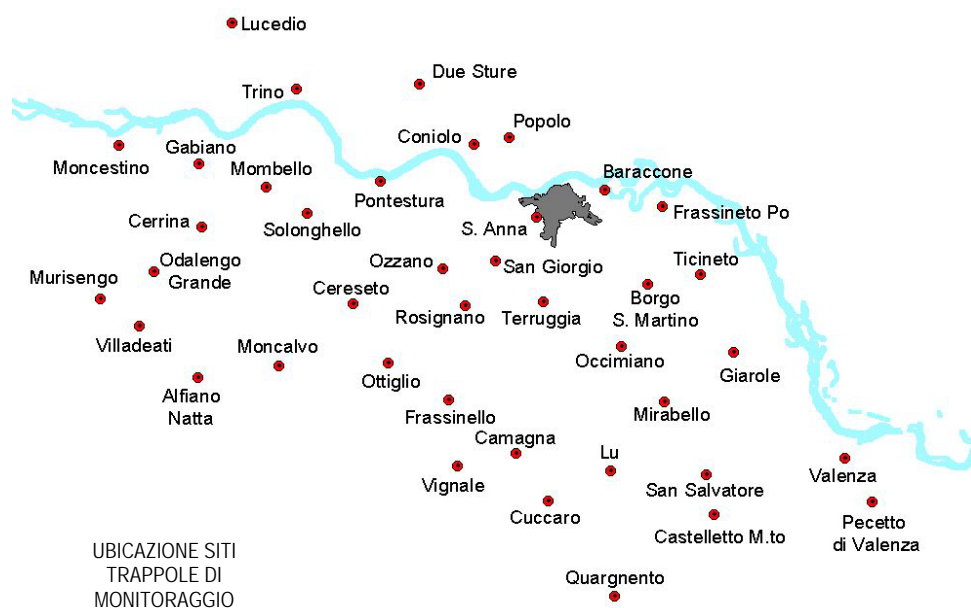 Lucedio
Due Sture
Trino
Popolo
Coniolo
Gabiano
Moncestino
Mombello
Baraccone
Pontestura
Frassineto Po
Cerrina
Solonghello
S. Anna
Odalengo
Grande
Ozzano
San Giorgio
Ticineto
Murisengo
Cereseto
Borgo
S. Martino
Rosignano
Terruggia
Villadeati
Moncalvo
Occimiano
Giarole
Ottiglio
Alfiano
Natta
Frassinello
Mirabello
Camagna
Lu
Vignale
San Salvatore
Valenza
Cuccaro
Castelletto M.to
Pecetto
di Valenza
UBICAZIONE SITI
TRAPPOLE DI
MONITORAGGIO
Quargnento